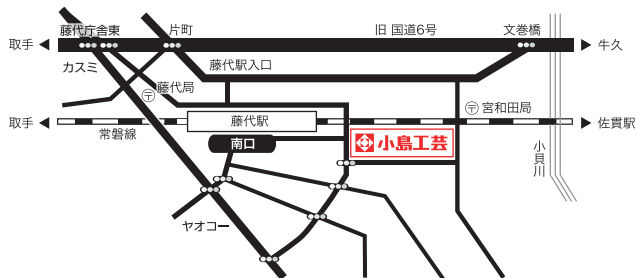 藤代庁舎東
片町
旧 国道6号
文巻橋
取手
牛久
カスミ
藤代駅入口
〒藤代局
〒宮和田局
取手
藤代駅
佐貫駅
常磐線
南口
小島工芸
小貝川
ヤオコー